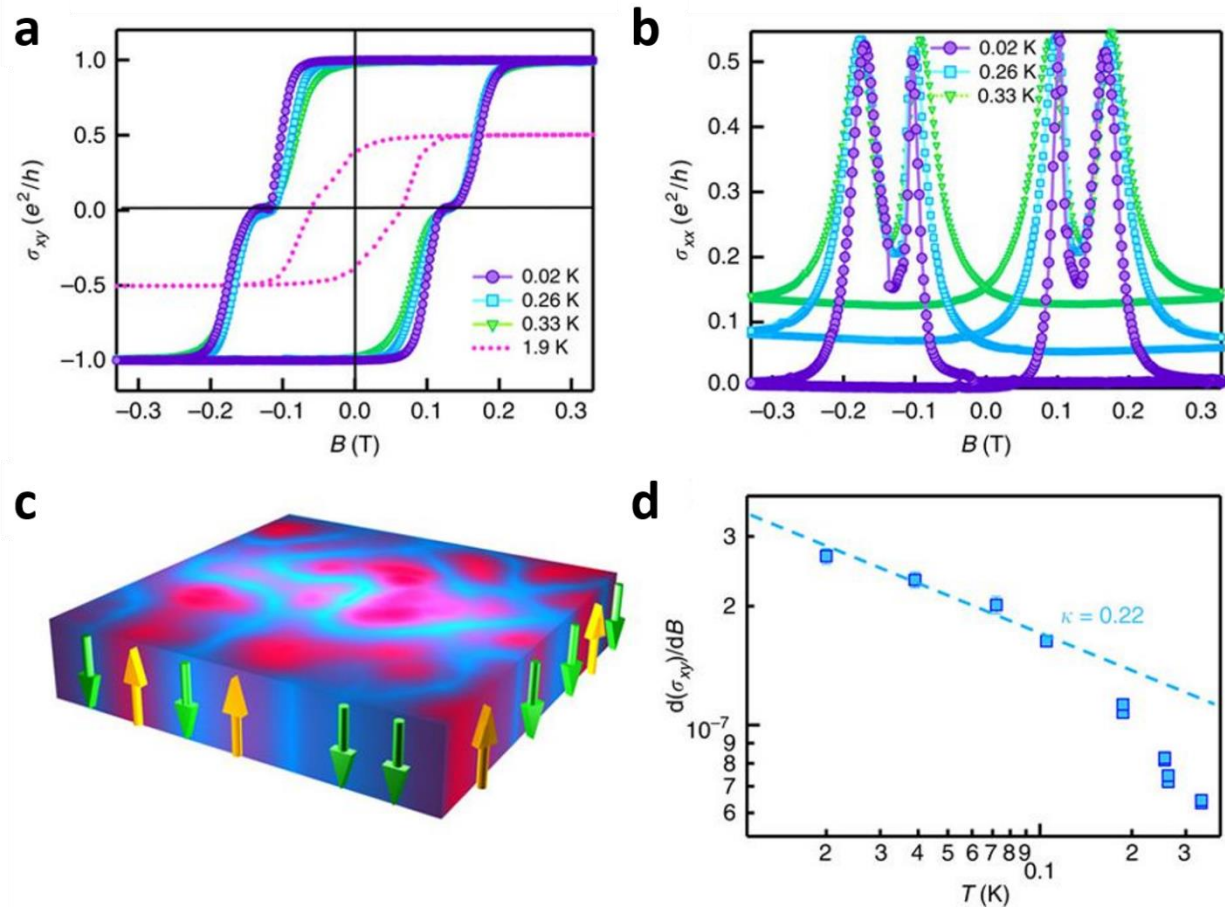 a
1.0
0.5
0.0
−0.5
−1.0
σxy (e²/h)
0.02 K
0.26 K
0.33 K
1.9 K
−0.3 −0.2 −0.1 0.0 0.1 0.2 0.3
B (T)
b
0.5
0.4
0.3
0.2
0.1
0.0
σxx (e²/h)
0.02 K
0.26 K
0.33 K
−0.3 −0.2 −0.1 0.0 0.1 0.2 0.3
B (T)
c
d
3
2
10⁻⁷
9
8
7
6
d(σxy)/dB
κ = 0.22
2 3 4 5 6 7 8 9 0.1 2 3
T (K)